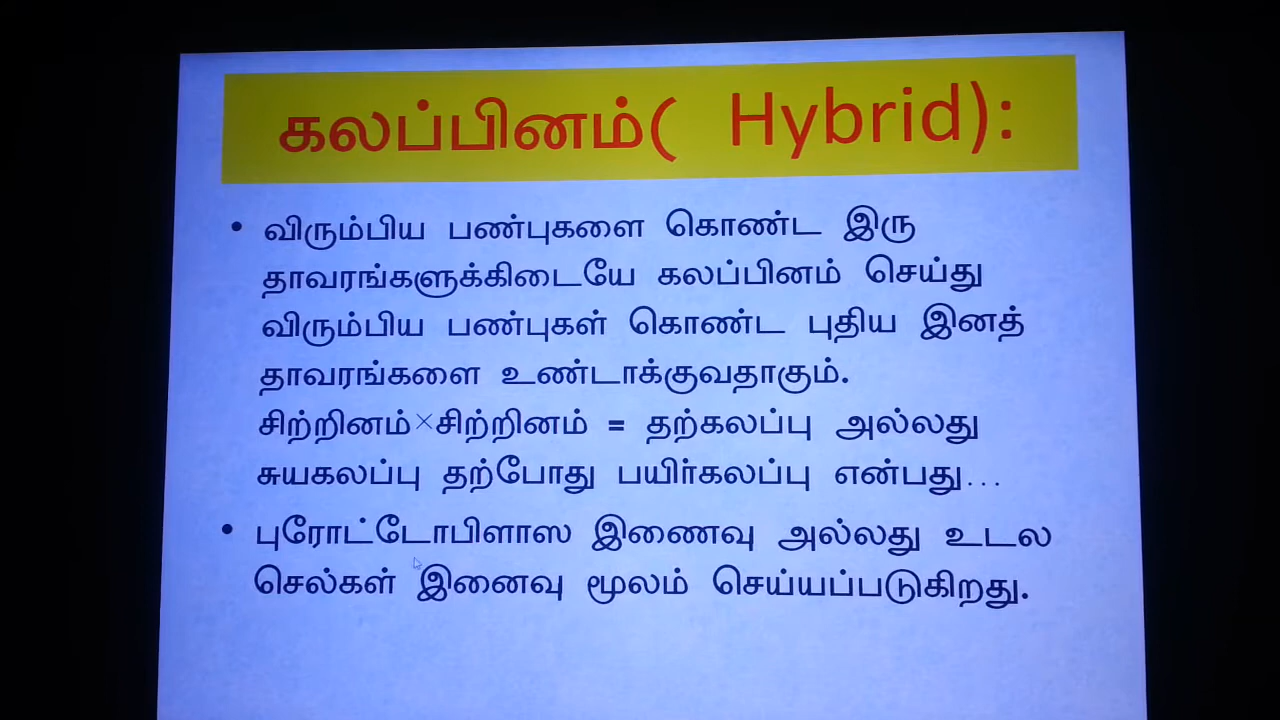 கலப்பினம்( Hybrid):
• விரும்பிய பண்புகளை கொண்ட இரு
தாவரங்களுக்கிடையே கலப்பினம் செய்து
விரும்பிய பண்புகள் கொண்ட புதிய இனத்
தாவரங்களை உண்டாக்குவதாகும்.
சிற்றினம்×சிற்றினம் = தற்கலப்பு அல்லது
சுயகலப்பு தற்போது பயிர்கலப்பு என்பது...
• புரோட்டோபிளாஸ இணைவு அல்லது உடல
செல்கள் இனைவு மூலம் செய்யப்படுகிறது.